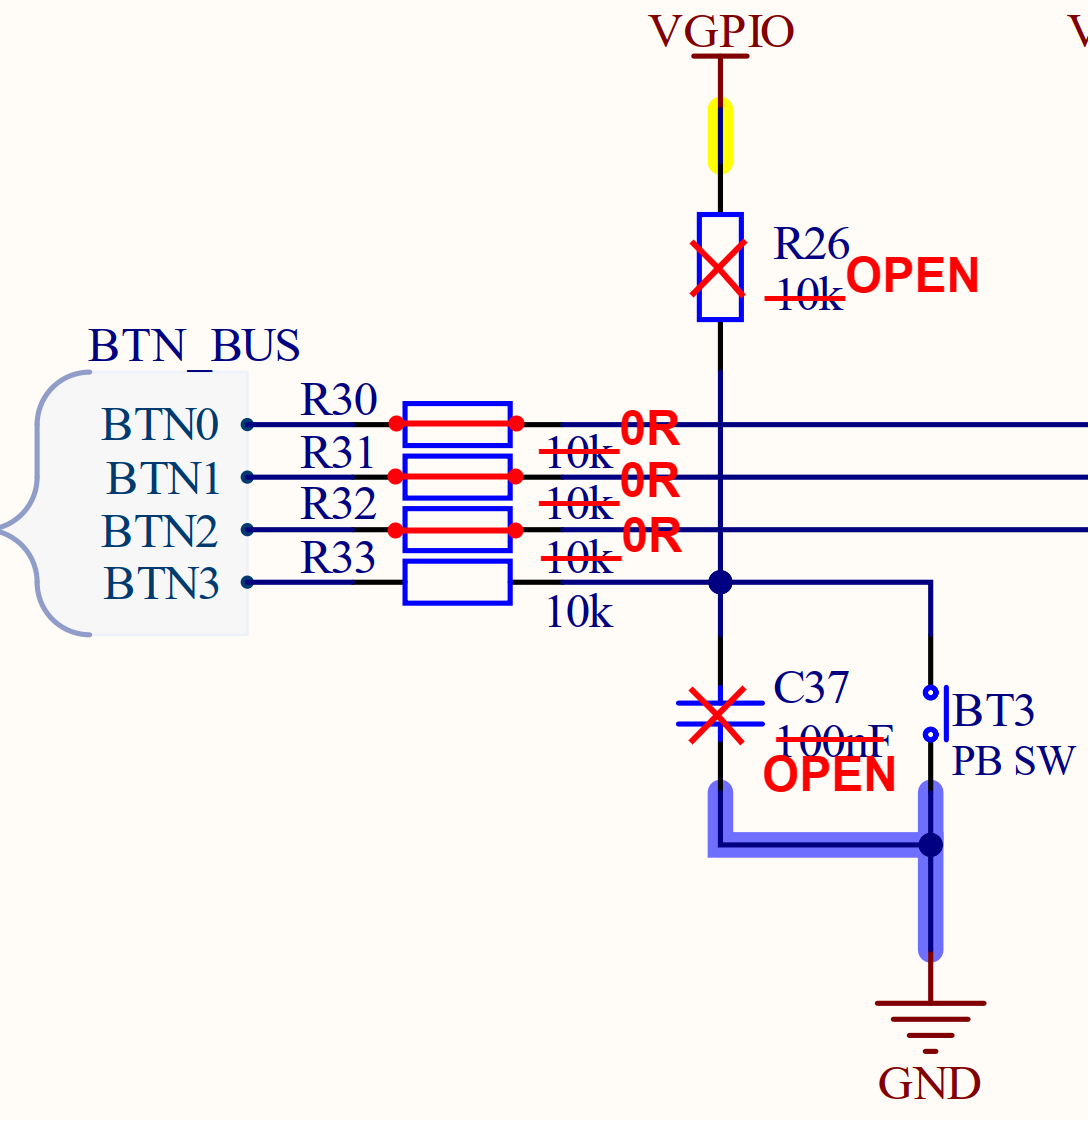 VGPIO
V
R26
10k OPEN
BTN_BUS
BTN0
R30
10k 0R
BTN1
R31
10k 0R
BTN2
R32
10k 0R
BTN3
R33
10k
C37
100nF
OPEN
BT3
PB SW
GND